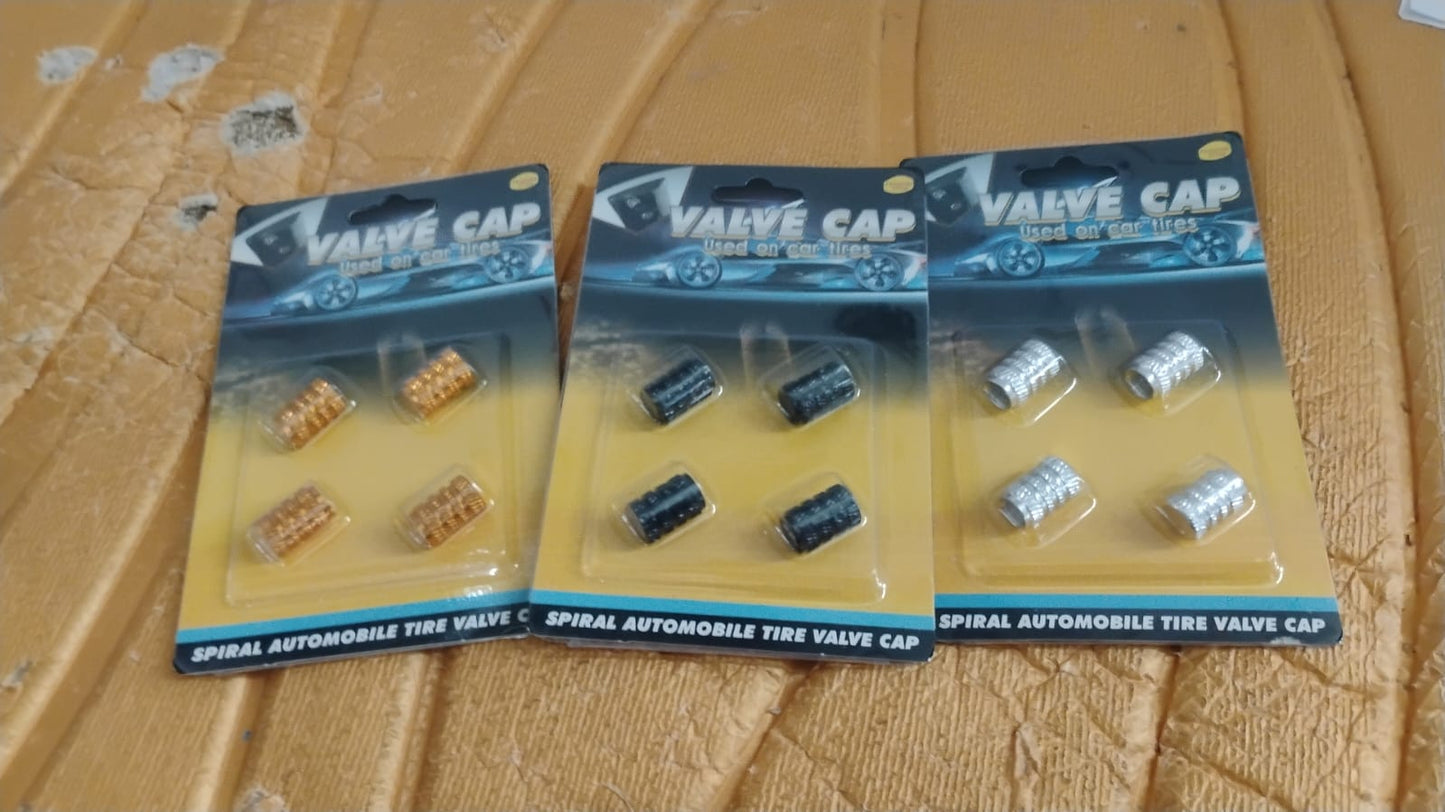 VALVE CAP
Used on car tires
SPIRAL AUTOMOBILE TIRE VALVE C
VALVE CAP
Used on car tires
SPIRAL AUTOMOBILE TIRE VALVE CAP
VALVE CAP
Used on car tires
SPIRAL AUTOMOBILE TIRE VALVE CAP